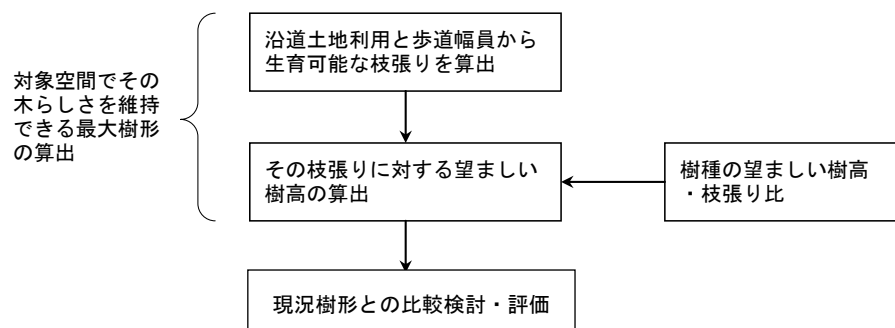 沿道土地利用と歩道幅員から
生育可能な枝張りを算出
対象空間でその
木らしさを維持
できる最大樹形
の算出
その枝張りに対する望ましい
樹高の算出
樹種の望ましい樹高
・枝張り比
現況樹形との比較検討・評価